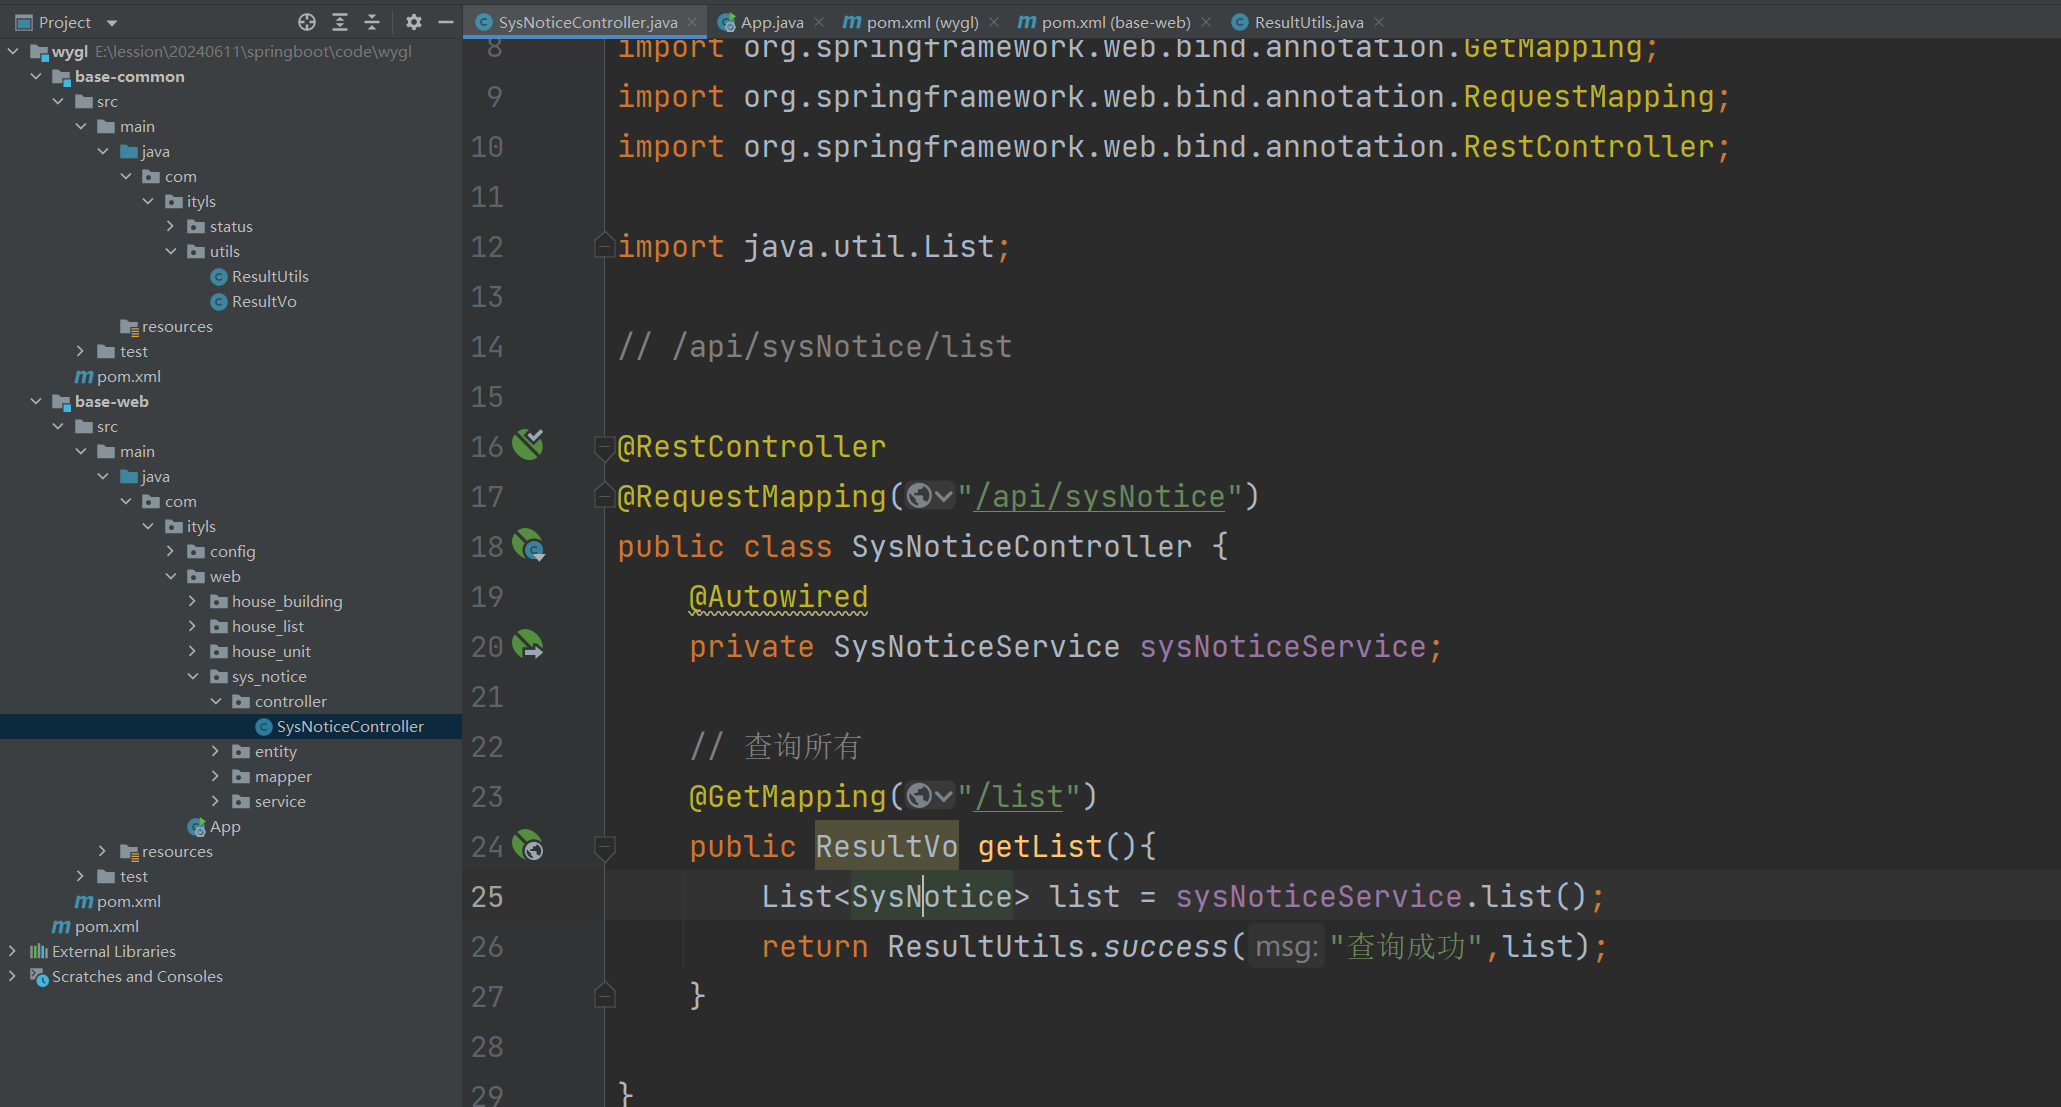 Project
SysNoticeController.java
App.java
pom.xml (wygl)
pom.xml (base-web)
ResultUtils.java
wygl E:\lession\20240611\springboot\code\wygl
base-common
src
main
java
com
ityls
status
utils
ResultUtils
ResultVo
resources
test
pom.xml
base-web
src
main
java
com
ityls
config
web
house_building
house_list
house_unit
sys_notice
controller
SysNoticeController
entity
mapper
service
App
resources
test
pom.xml
pom.xml
External Libraries
Scratches and Consoles
8 import org.springframework.web.bind.annotation.GetMapping;
9 import org.springframework.web.bind.annotation.RequestMapping;
10 import org.springframework.web.bind.annotation.RestController;
11
12 import java.util.List;
13
14 // /api/sysNotice/list
15
16 @RestController
17 @RequestMapping("/api/sysNotice")
18 public class SysNoticeController {
19 @Autowired
20 private SysNoticeService sysNoticeService;
21
22 // 查询所有
23 @GetMapping("/list")
24 public ResultVo getList(){
25 List<SysNotice> list = sysNoticeService.list();
26 return ResultUtils.success( msg: "查询成功",list);
27 }
28
29 }